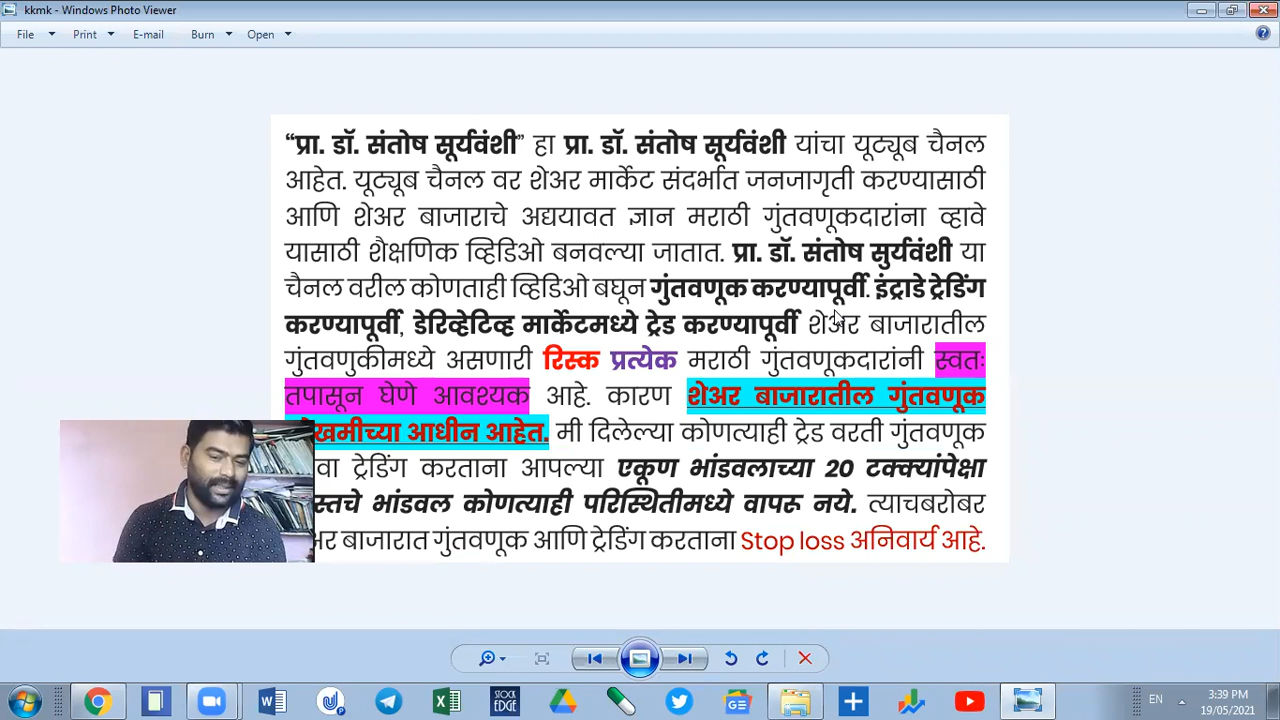 kkmk - Windows Photo Viewer
File Print E-mail Burn Open
“प्रा. डॉ. संतोष सूर्यवंशी” हा प्रा. डॉ. संतोष सूर्यवंशी यांचा यूट्यूब चैनल
आहेत. यूट्यूब चैनल वर शेअर मार्केट संदर्भात जनजागृती करण्यासाठी
आणि शेअर बाजाराचे अद्ययावत ज्ञान मराठी गुंतवणूकदारांना व्हावे
यासाठी शैक्षणिक व्हिडिओ बनवल्या जातात. प्रा. डॉ. संतोष सुर्यवंशी या
चैनल वरील कोणताही व्हिडिओ बघून गुंतवणूक करण्यापूर्वी. इंट्राडे ट्रेडिंग
करण्यापूर्वी, डेरिव्हेटिव्ह मार्केटमध्ये ट्रेड करण्यापूर्वी शेअर बाजारातील
गुंतवणुकीमध्ये असणारी रिस्क प्रत्येक मराठी गुंतवणूकदारांनी स्वतः
तपासून घेणे आवश्यक आहे. कारण शेअर बाजारातील गुंतवणूक
आधीन आहेत. मी दिलेल्या कोणत्याही ट्रेड वरती गुंतवणूक
ट्रेडिंग करताना आपल्या एकूण भांडवलाच्या 20 टक्क्यांपेक्षा
भांडवल कोणत्याही परिस्थितीमध्ये वापरू नये. त्याचबरोबर
बाजारात गुंतवणूक आणि ट्रेडिंग करताना Stop loss अनिवार्य आहे.
STOCK EDGE
EN
3:39 PM
19/05/2021